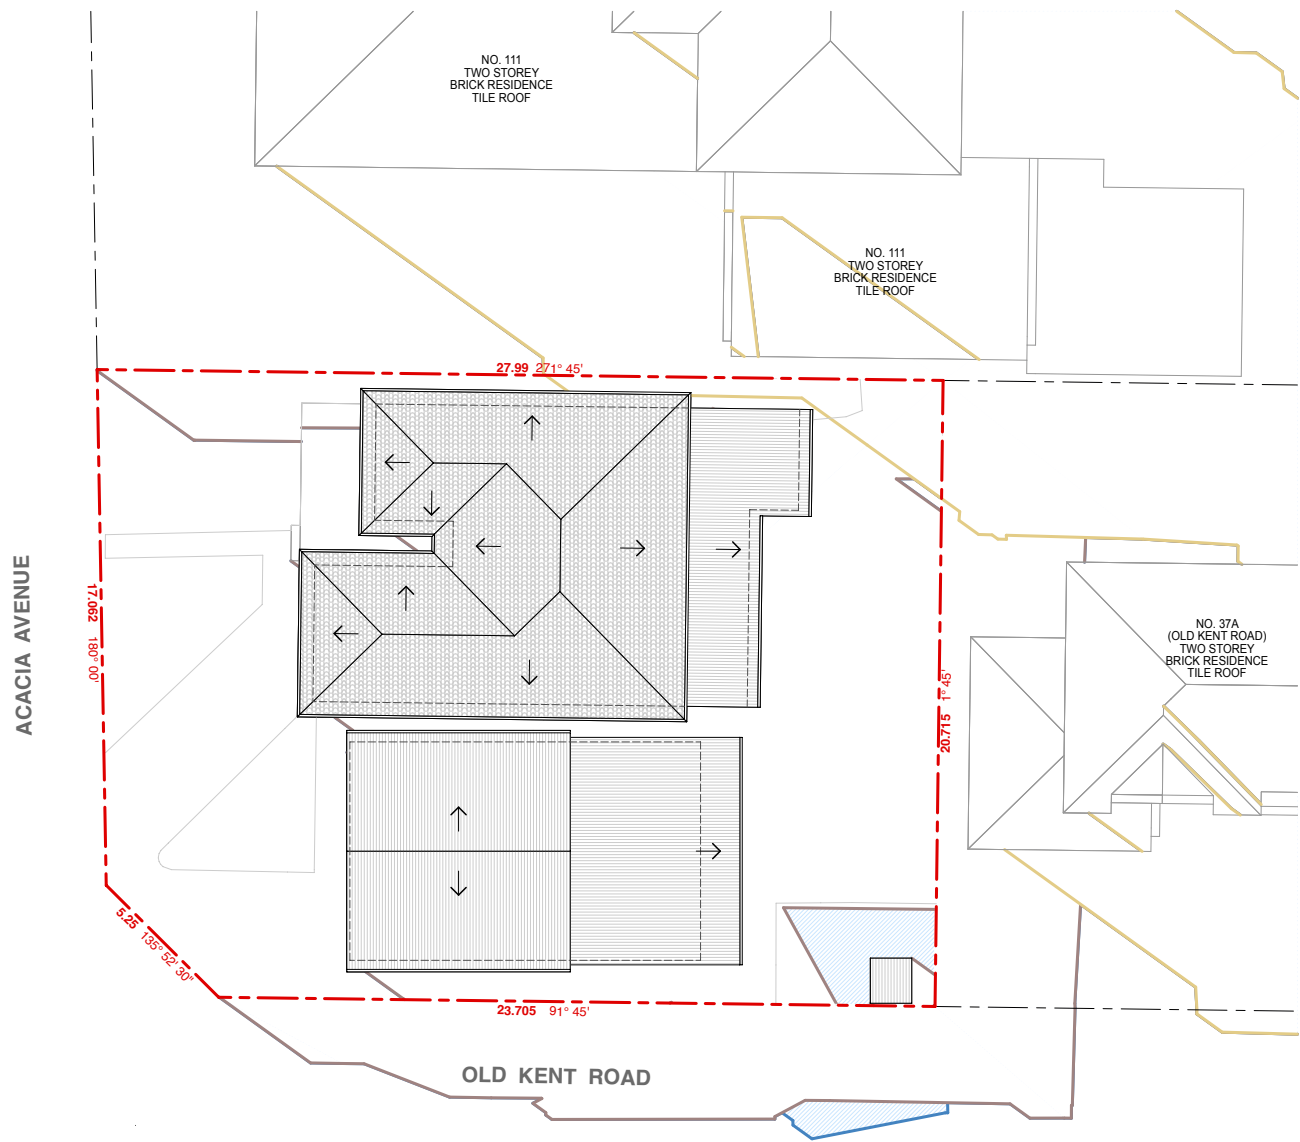 NO. 111
TWO STOREY
BRICK RESIDENCE
TILE ROOF
NO. 111
TWO STOREY
BRICK RESIDENCE
TILE ROOF
27.99 271° 45'
ACACIA AVENUE
17.062 180° 00'
NO. 37A
(OLD KENT ROAD)
TWO STOREY
BRICK RESIDENCE
TILE ROOF
20.715 1° 45'
5.25 135° 52' 30"
23.705 91° 45'
OLD KENT ROAD